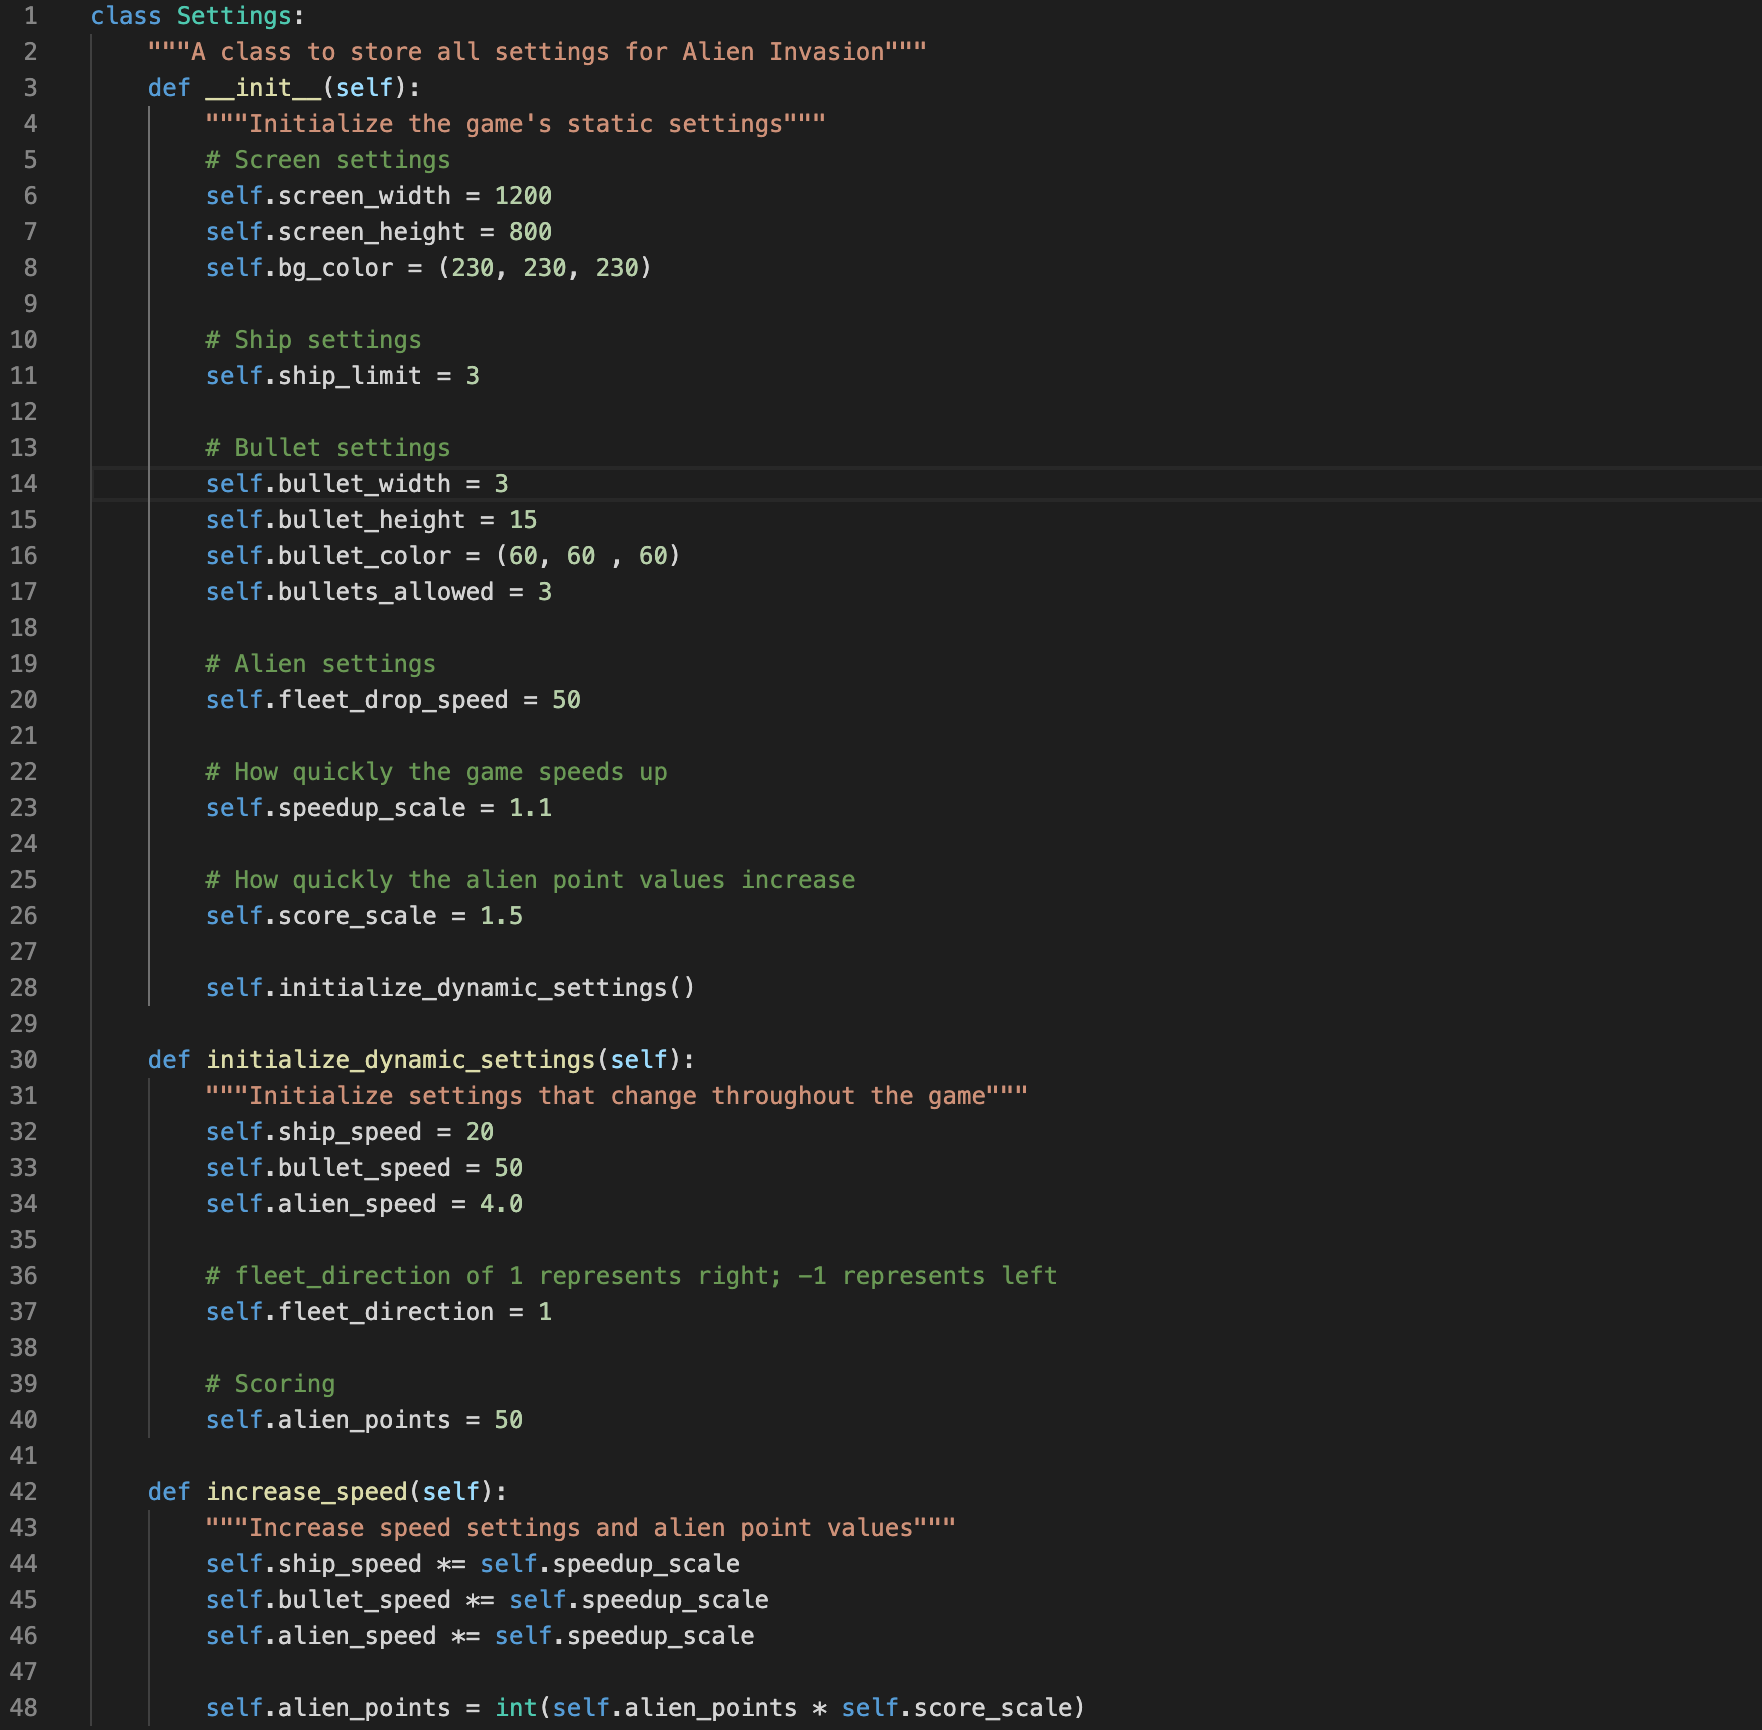 1 class Settings:
2 """A class to store all settings for Alien Invasion"""
3 def __init__(self):
4 """Initialize the game's static settings"""
5 # Screen settings
6 self.screen_width = 1200
7 self.screen_height = 800
8 self.bg_color = (230, 230, 230)
9
10 # Ship settings
11 self.ship_limit = 3
12
13 # Bullet settings
14 self.bullet_width = 3
15 self.bullet_height = 15
16 self.bullet_color = (60, 60 , 60)
17 self.bullets_allowed = 3
18
19 # Alien settings
20 self.fleet_drop_speed = 50
21
22 # How quickly the game speeds up
23 self.speedup_scale = 1.1
24
25 # How quickly the alien point values increase
26 self.score_scale = 1.5
27
28 self.initialize_dynamic_settings()
29
30 def initialize_dynamic_settings(self):
31 """Initialize settings that change throughout the game"""
32 self.ship_speed = 20
33 self.bullet_speed = 50
34 self.alien_speed = 4.0
35
36 # fleet_direction of 1 represents right; -1 represents left
37 self.fleet_direction = 1
38
39 # Scoring
40 self.alien_points = 50
41
42 def increase_speed(self):
43 """Increase speed settings and alien point values"""
44 self.ship_speed *= self.speedup_scale
45 self.bullet_speed *= self.speedup_scale
46 self.alien_speed *= self.speedup_scale
47
48 self.alien_points = int(self.alien_points * self.score_scale)